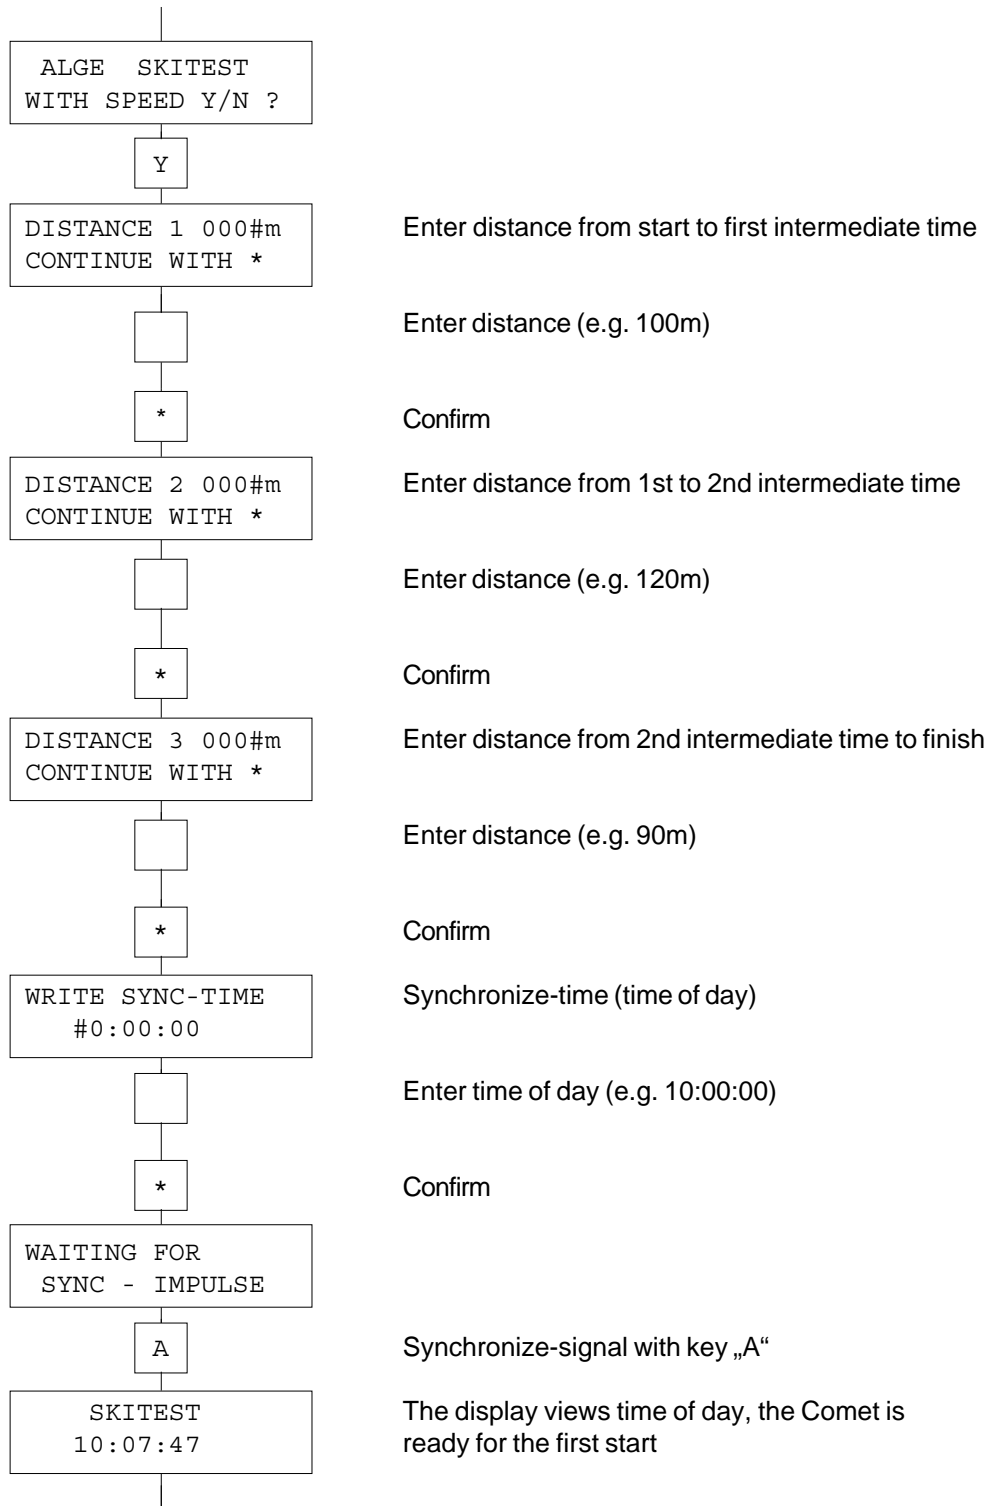 ALGE SKITEST
WITH SPEED Y/N ?
Y
DISTANCE 1 000#m
CONTINUE WITH *
Enter distance from start to first intermediate time
Enter distance (e.g. 100m)
*
Confirm
DISTANCE 2 000#m
CONTINUE WITH *
Enter distance from 1st to 2nd intermediate time
Enter distance (e.g. 120m)
*
Confirm
DISTANCE 3 000#m
CONTINUE WITH *
Enter distance from 2nd intermediate time to finish
Enter distance (e.g. 90m)
*
Confirm
WRITE SYNC-TIME
#0:00:00
Synchronize-time (time of day)
Enter time of day (e.g. 10:00:00)
*
Confirm
WAITING FOR
SYNC - IMPULSE
A
Synchronize-signal with key „A“
SKITEST
10:07:47
The display views time of day, the Comet is
ready for the first start